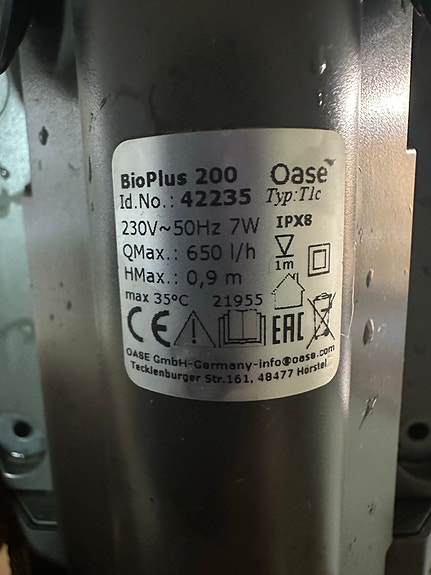 BioPlus 200 Oase
Id.No.: 42235 Typ:T1c
230V~50Hz 7W IPX8
QMax.: 650 l/h
1m
HMax.: 0,9 m
max 35°C 21955
CE EAC
OASE GmbH-Germany-info@oase.com
Tecklenburger Str.161, 48477 Hörstel